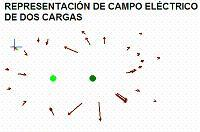 REPRESENTACIÓN DE CAMPO ELÉCTRICO
DE DOS CARGAS